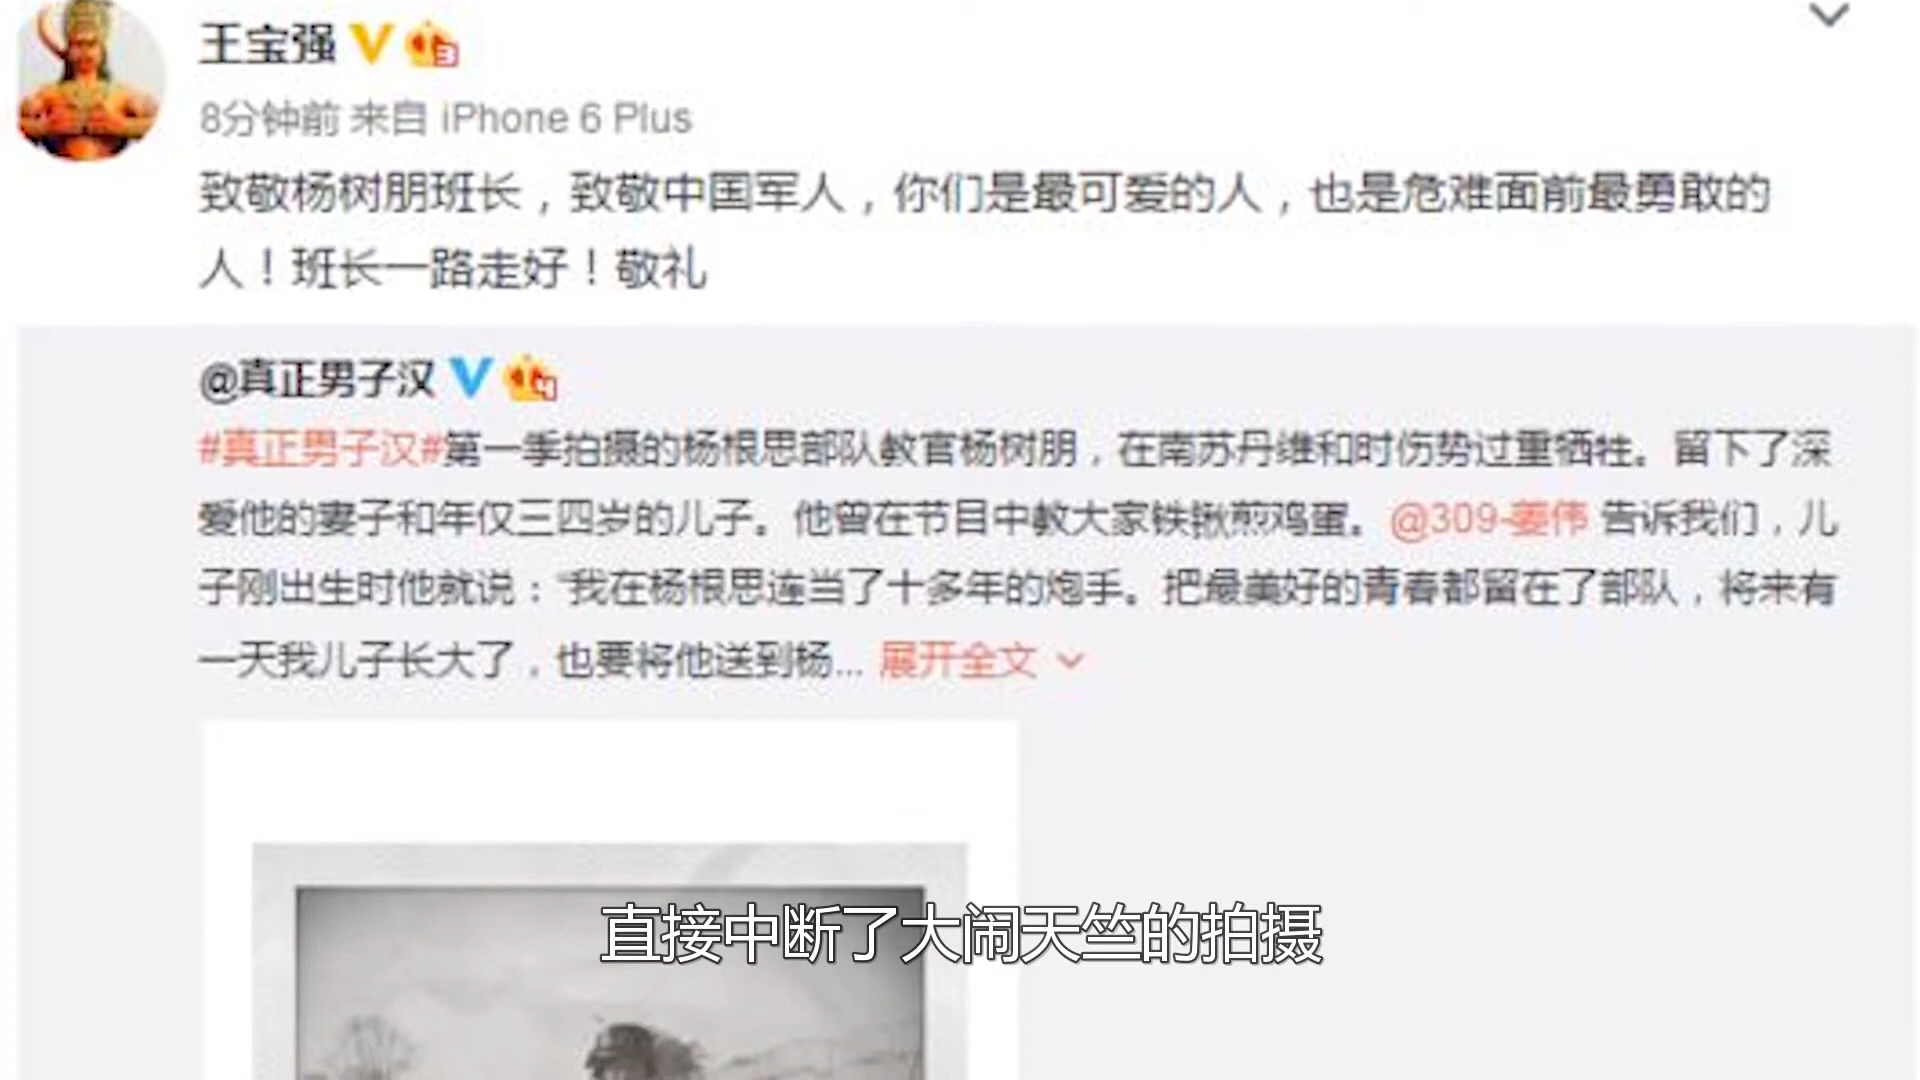 王宝强 V 3
8分钟前 来自 iPhone 6 Plus
致敬杨树朋班长，致敬中国军人，你们是最可爱的人，也是危难面前最勇敢的
人！班长一路走好！敬礼
@真正男子汉 V 4
#真正男子汉#第一季拍摄的杨根思部队教官杨树朋，在南苏丹维和时伤势过重牺牲。留下了深
爱他的妻子和年仅三四岁的儿子。他曾在节目中教大家铁锹煎鸡蛋。@309-姜伟 告诉我们，儿
子刚出生时他就说："我在杨根思连当了十多年的炮手。把最美好的青春都留在了部队，将来有
一天我儿子长大了，也要将他送到杨... 展开全文
直接中断了大闹天竺的拍摄